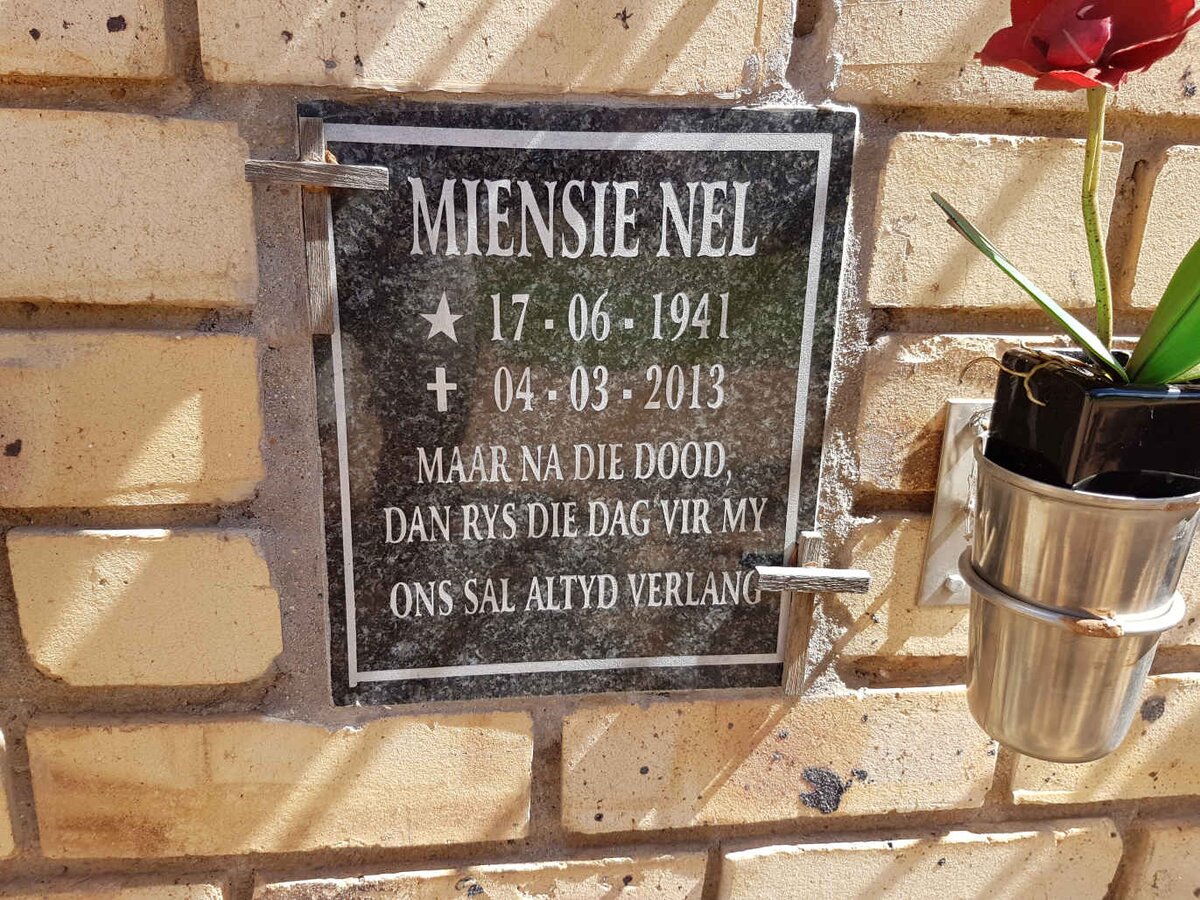 MIENSIE NEL
17 - 06 - 1941
04 - 03 - 2013
MAAR NA DIE DOOD,
DAN RYS DIE DAG VIR MY
ONS SAL ALTYD VERLANG